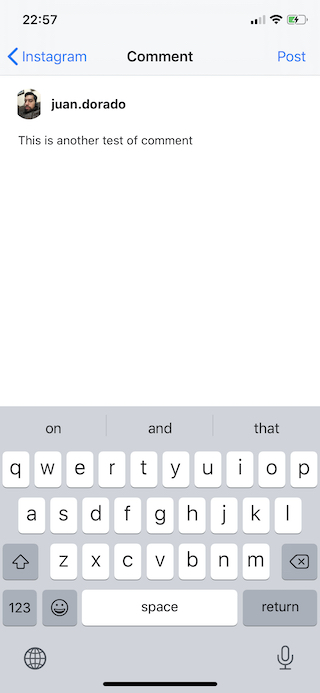 22:57
Instagram Comment Post
juan.dorado
This is another test of comment
on and that
q w e r t y u i o p
a s d f g h j k l
z x c v b n m
123 space return